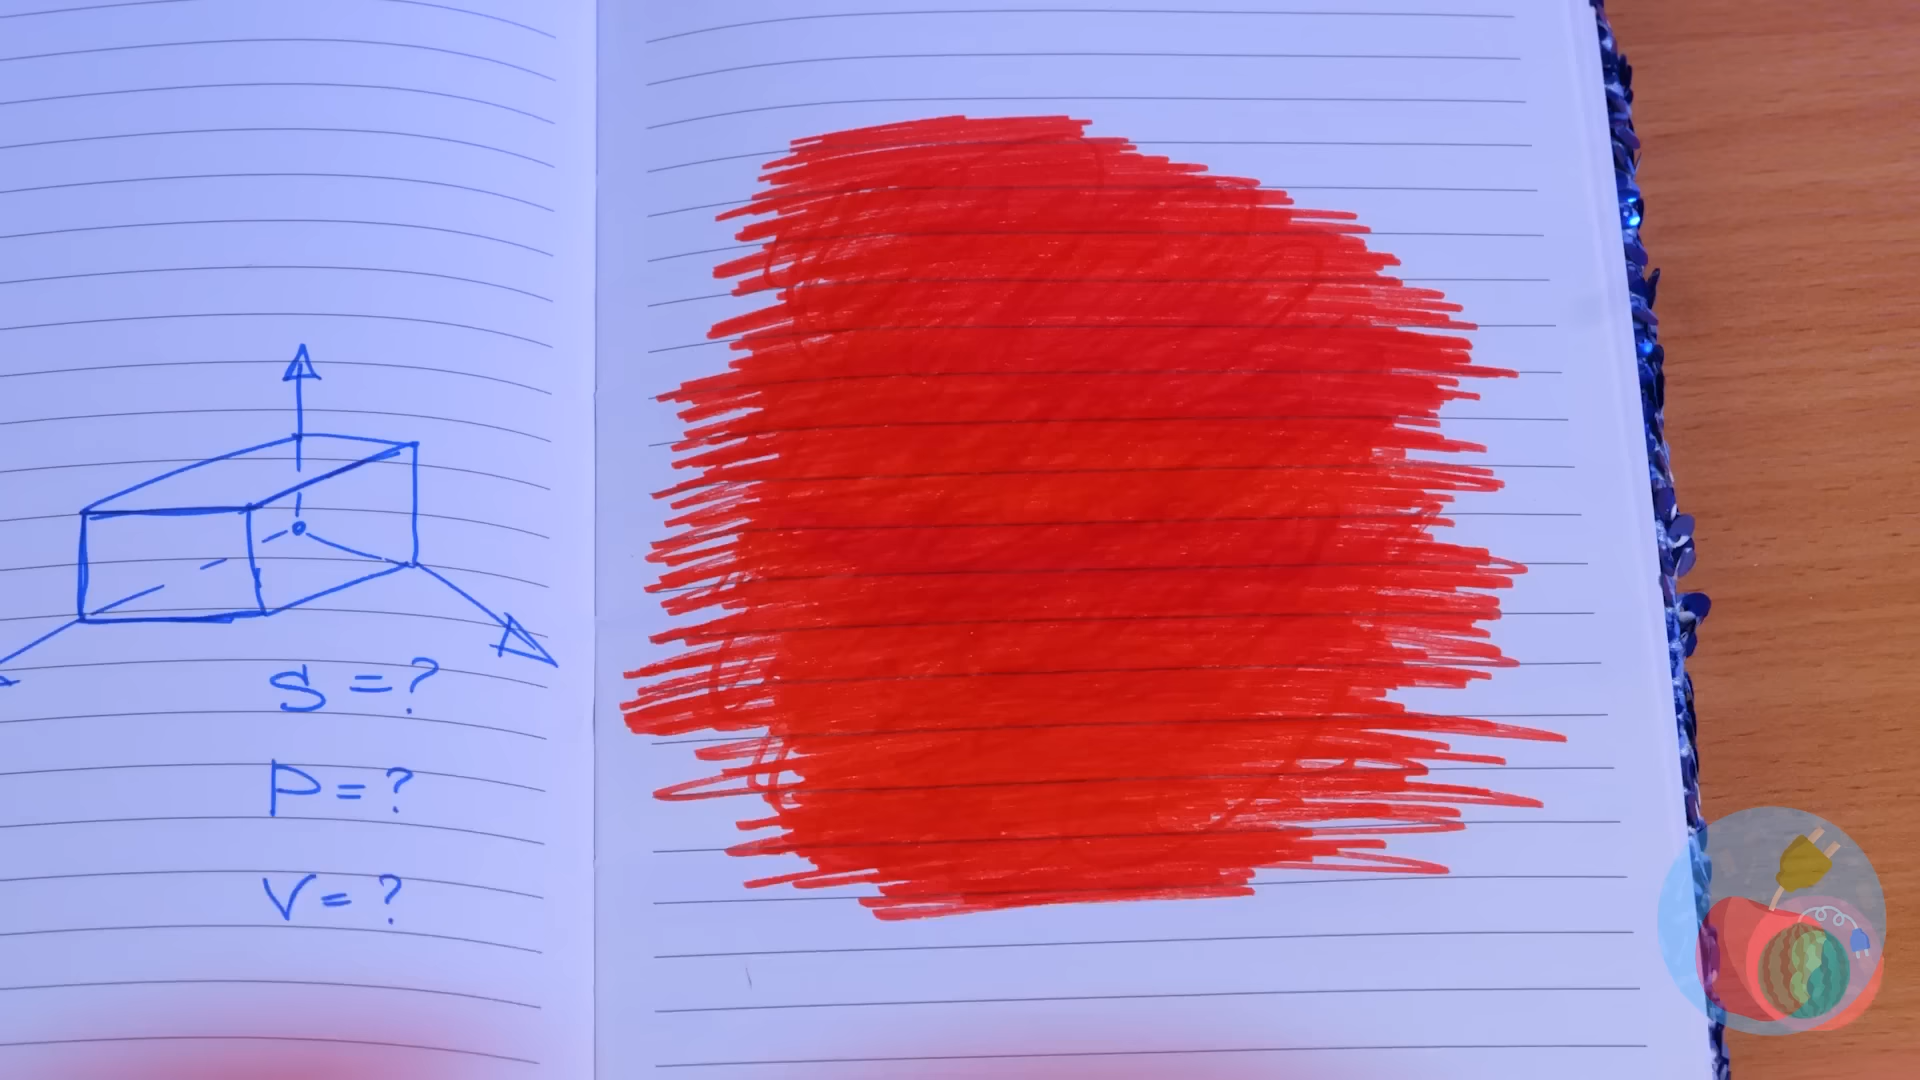 S = ?
P = ?
V = ?